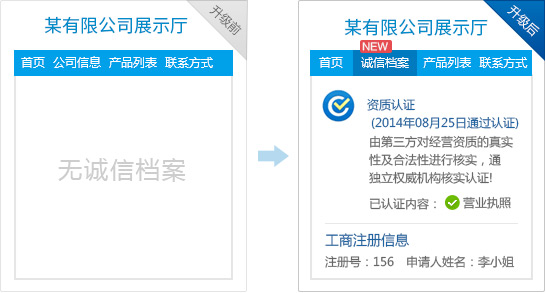 升级前
某有限公司展示厅
首页 公司信息 产品列表 联系方式
无诚信档案
升级后
某有限公司展示厅
NEW
首页 诚信档案 产品列表 联系方式
资质认证
(2014年08月25日通过认证)
由第三方对经营资质的真实
性及合法性进行核实，通
独立权威机构核实认证!
已认证内容： 营业执照
工商注册信息
注册号：156 申请人姓名：李小姐